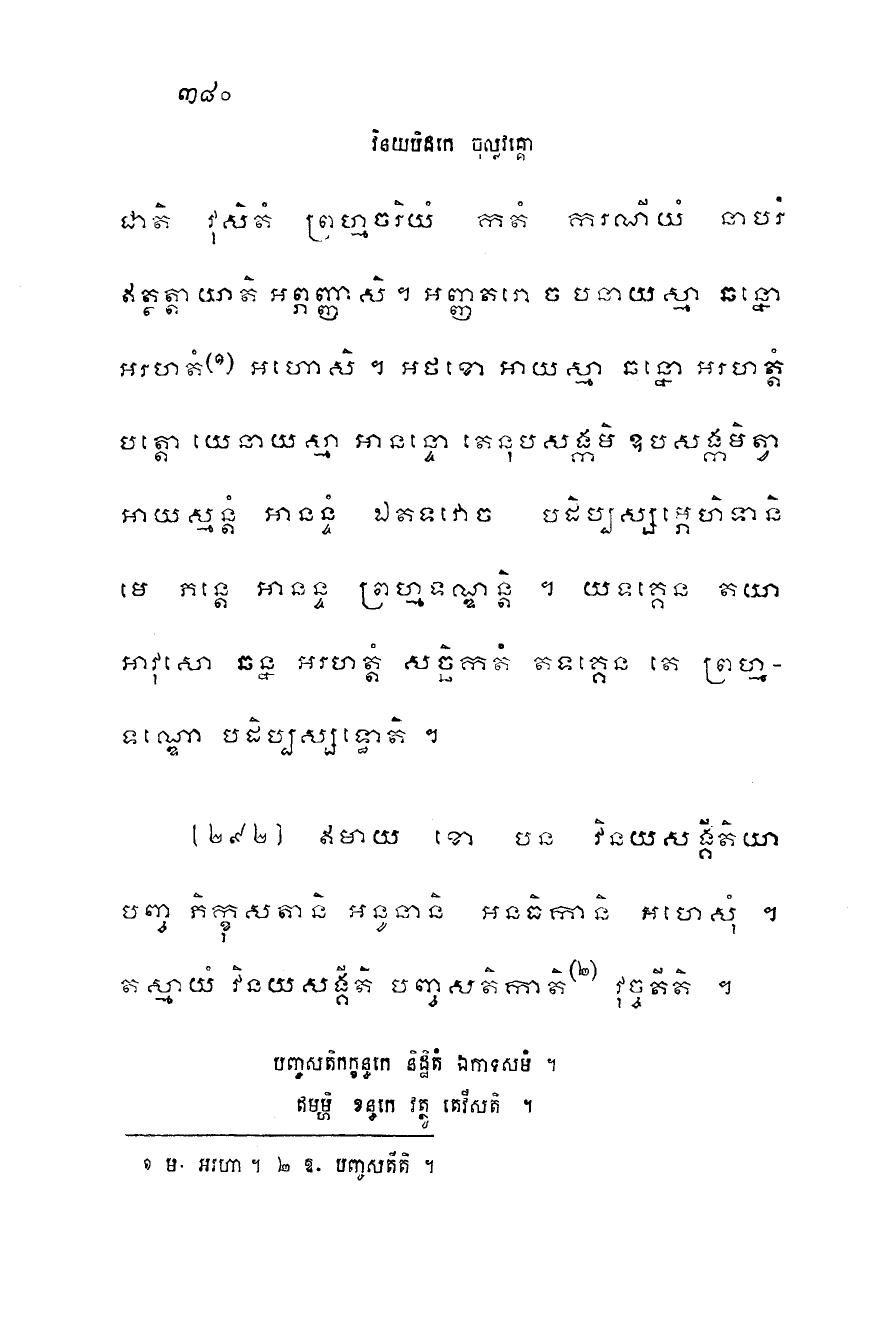 ៣៨០
វិនយបិដកេ ចុល្លវគ្គោ
ជាតិ វុសិតំ ព្រហ្មចរិយំ កតំ ករណីយំ នាបរំ
ឥត្ថត្តាយាតិ អព្ភញ្ញាសិ ។ អញ្ញតរោ ច បនាយស្មា ឆន្នោ
អរហតំ(១) អហោសិ ។ អថខោ អាយស្មា ឆន្នោ អរហត្តំ
បត្តោ យេនាយស្មា អានន្ទោ តេនុបសង្កមិ ឧបសង្កមិត្វា
អាយស្មន្តំ អានន្ទំ ឯតទវោច បដិប្បស្សម្ភេហិទានិ
មេ ភន្តេ អានន្ទ ព្រហ្មទណ្ឌន្តិ ។ យទគ្គេន តយា
អាវុសោ ឆន្ន អរហត្តំ សច្ឆិកតំ តទគ្គេន តេ ព្រហ្ម-
ទណ្ឌោ បដិប្បស្សទ្ធោតិ ។
[២៩២] ឥមាយ ខោ បន វិនយសង្គីតិយា
បញ្ច ភិក្ខុសតានិ អនូនានិ អនធិកានិ អហេសុំ ។
តស្មាយំ វិនយសង្គីតិ បញ្ចសតិកាតិ(២) វុច្ចតីតិ ។
បញ្ចសតិកក្ខន្ធកេ និដ្ឋិតំ ឯកាទសមំ ។
ឥមម្ហិ ខន្ធកេ វត្ថូ តេវីសតិ ។
១ ម. អរហា ។ ២ ឱ. បញ្ចសតីតិ ។